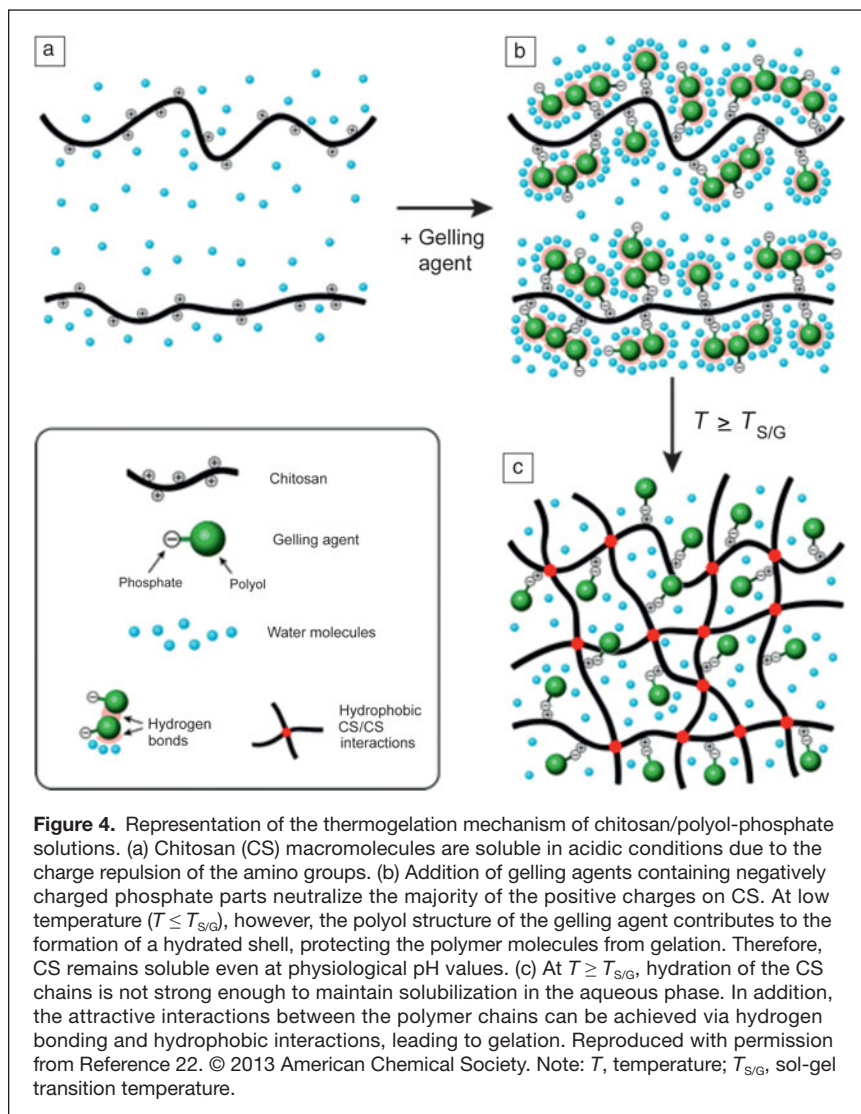 a
b
+ Gelling
agent
T ≥ T S/G
c
Chitosan
Gelling agent
Phosphate
Polyol
Water molecules
Hydrogen
bonds
Hydrophobic
CS/CS
interactions
Figure 4. Representation of the thermogelation mechanism of chitosan/polyol-phosphate
solutions. (a) Chitosan (CS) macromolecules are soluble in acidic conditions due to the
charge repulsion of the amino groups. (b) Addition of gelling agents containing negatively
charged phosphate parts neutralize the majority of the positive charges on CS. At low
temperature (T ≤ T S/G), however, the polyol structure of the gelling agent contributes to the
formation of a hydrated shell, protecting the polymer molecules from gelation. Therefore,
CS remains soluble even at physiological pH values. (c) At T ≥ T S/G, hydration of the CS
chains is not strong enough to maintain solubilization in the aqueous phase. In addition,
the attractive interactions between the polymer chains can be achieved via hydrogen
bonding and hydrophobic interactions, leading to gelation. Reproduced with permission
from Reference 22. © 2013 American Chemical Society. Note: T, temperature; T S/G, sol-gel
transition temperature.